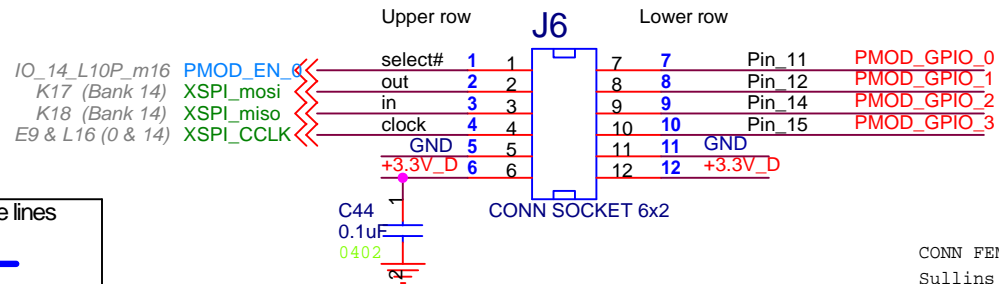 Upper row J6 Lower row
IO_14_L10P_m16 PMOD_EN_0 select# 1 1 7 7 Pin_11 PMOD_GPIO_0
K17 (Bank 14) XSPI_mosi out 2 2 8 8 Pin_12 PMOD_GPIO_1
K18 (Bank 14) XSPI_miso in 3 3 9 9 Pin_14 PMOD_GPIO_2
E9 & L16 (0 & 14) XSPI_CCLK clock 4 4 10 10 Pin_15 PMOD_GPIO_3
GND 5 5 11 11 GND
+3.3V_D 6 6 12 12 +3.3V_D
e lines
1
C44 CONN SOCKET 6x2
0.1uF
0402
2
CONN FEM
Sullins